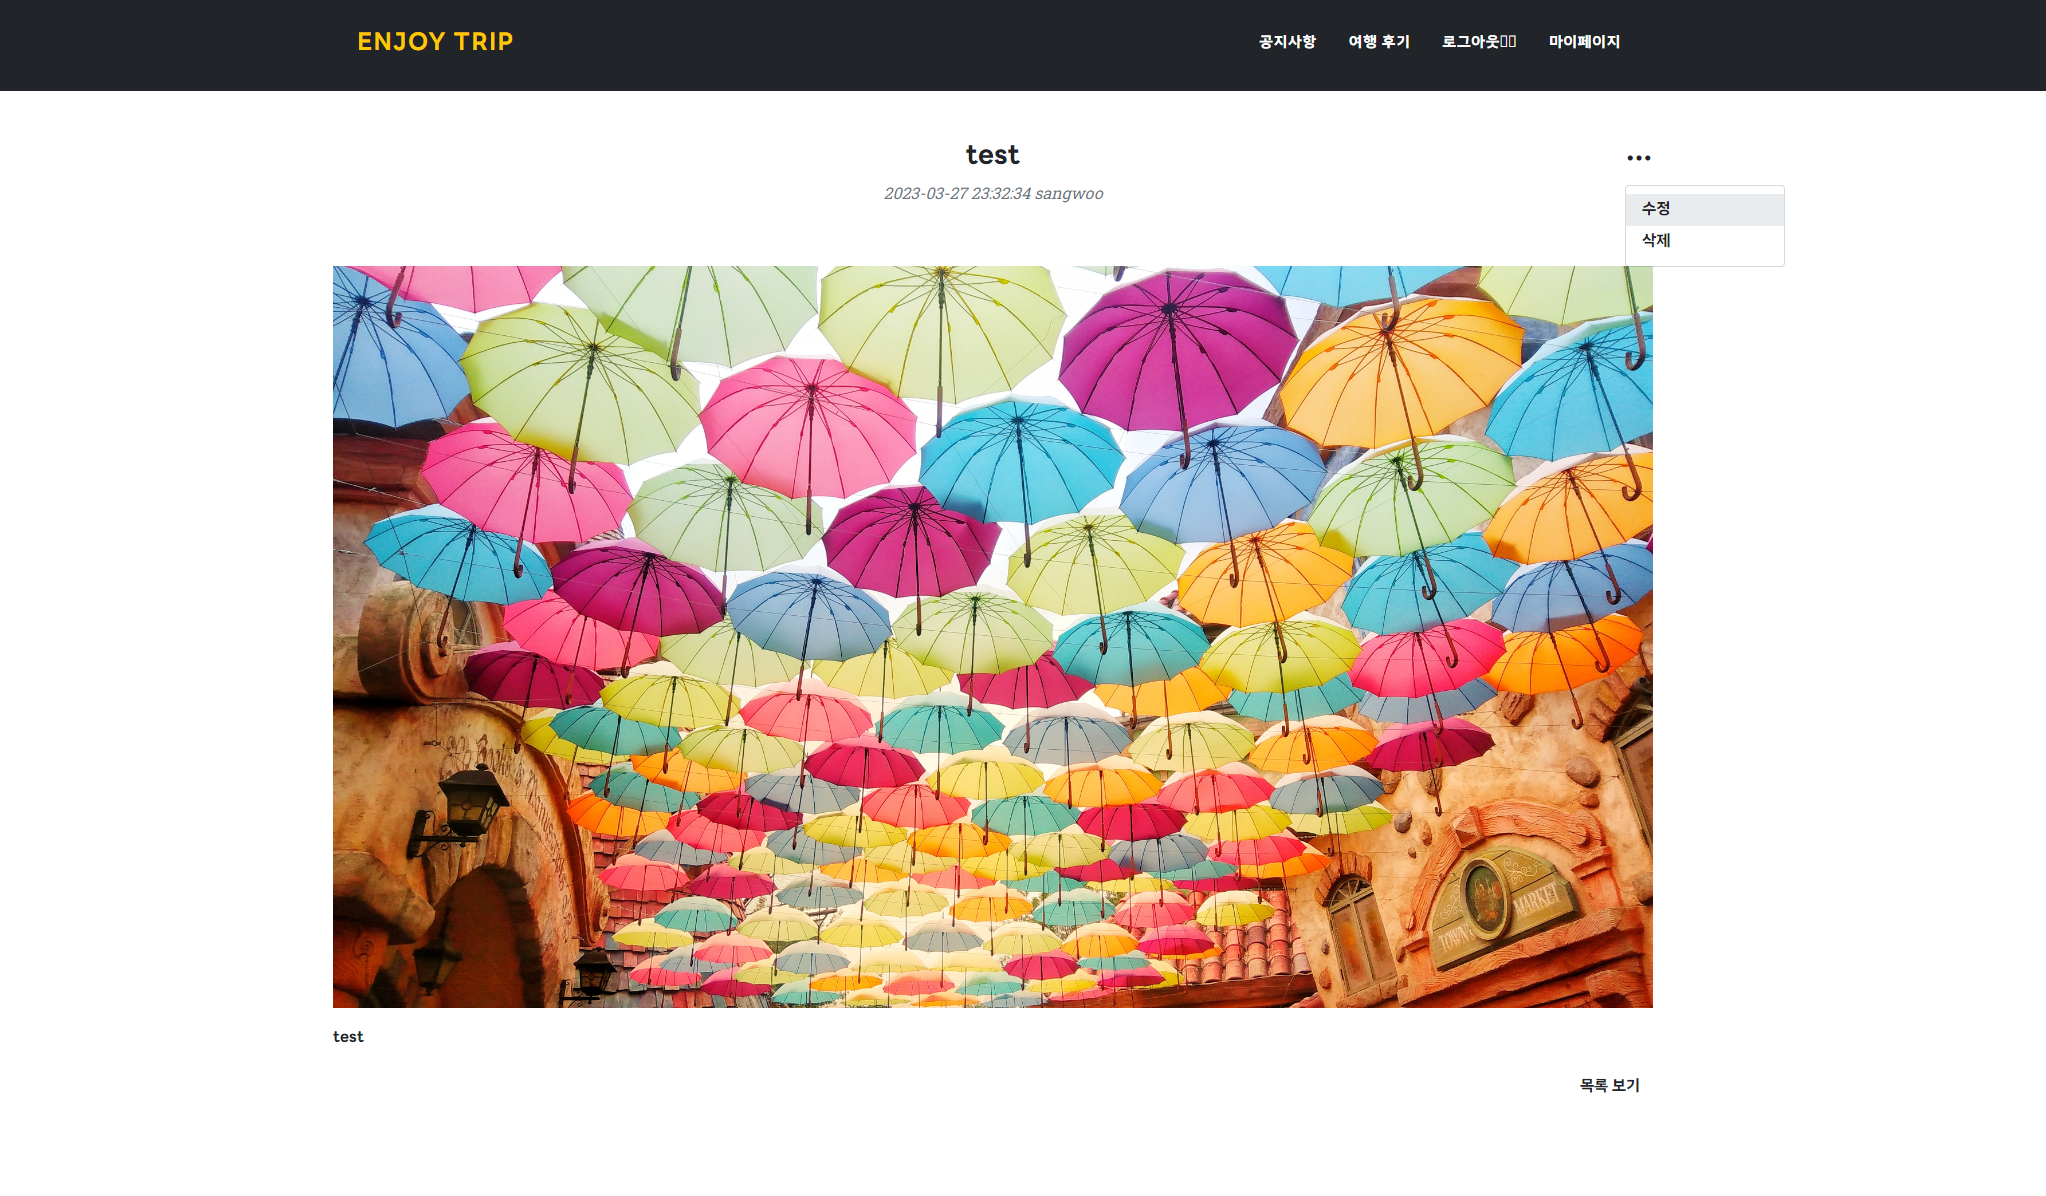 ENJOY TRIP
공지사항 여행 후기 로그아웃 마이페이지
test
2023-03-27 23:32:34 sangwoo
수정
삭제
TOWN'S MARKET
test
목록 보기